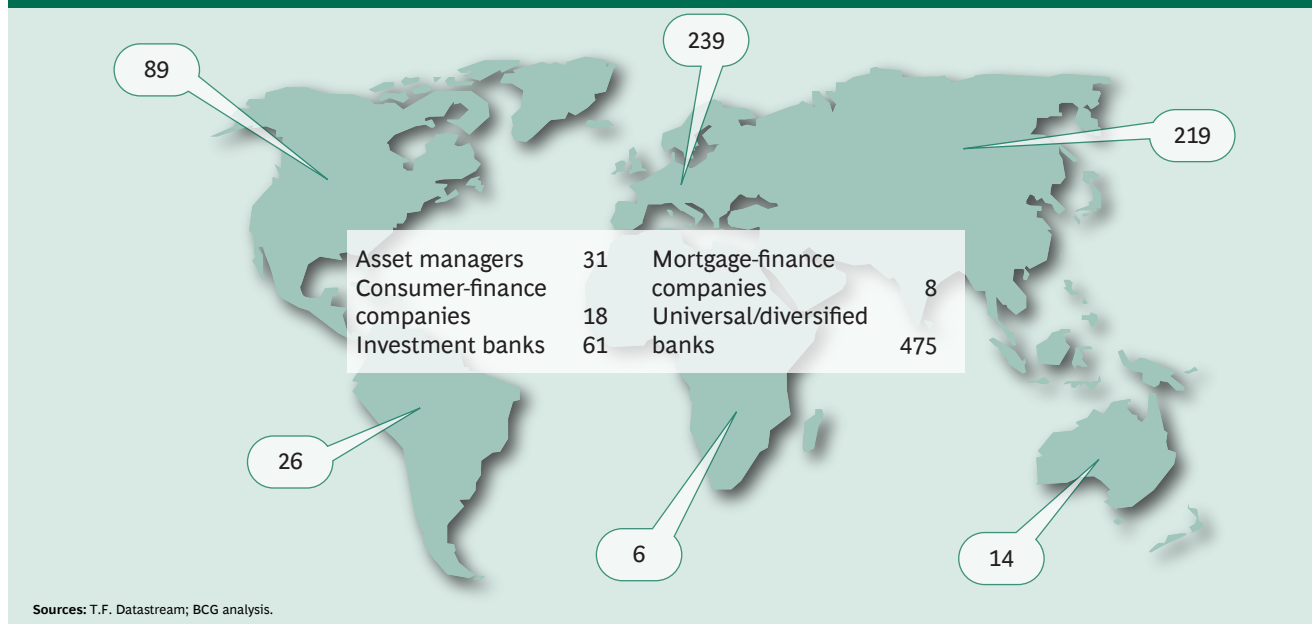 239
89
219
Asset managers 31
Consumer-finance
companies 18
Investment banks 61
Mortgage-finance
companies 8
Universal/diversified
banks 475
26
6
14
Sources: T.F. Datastream; BCG analysis.